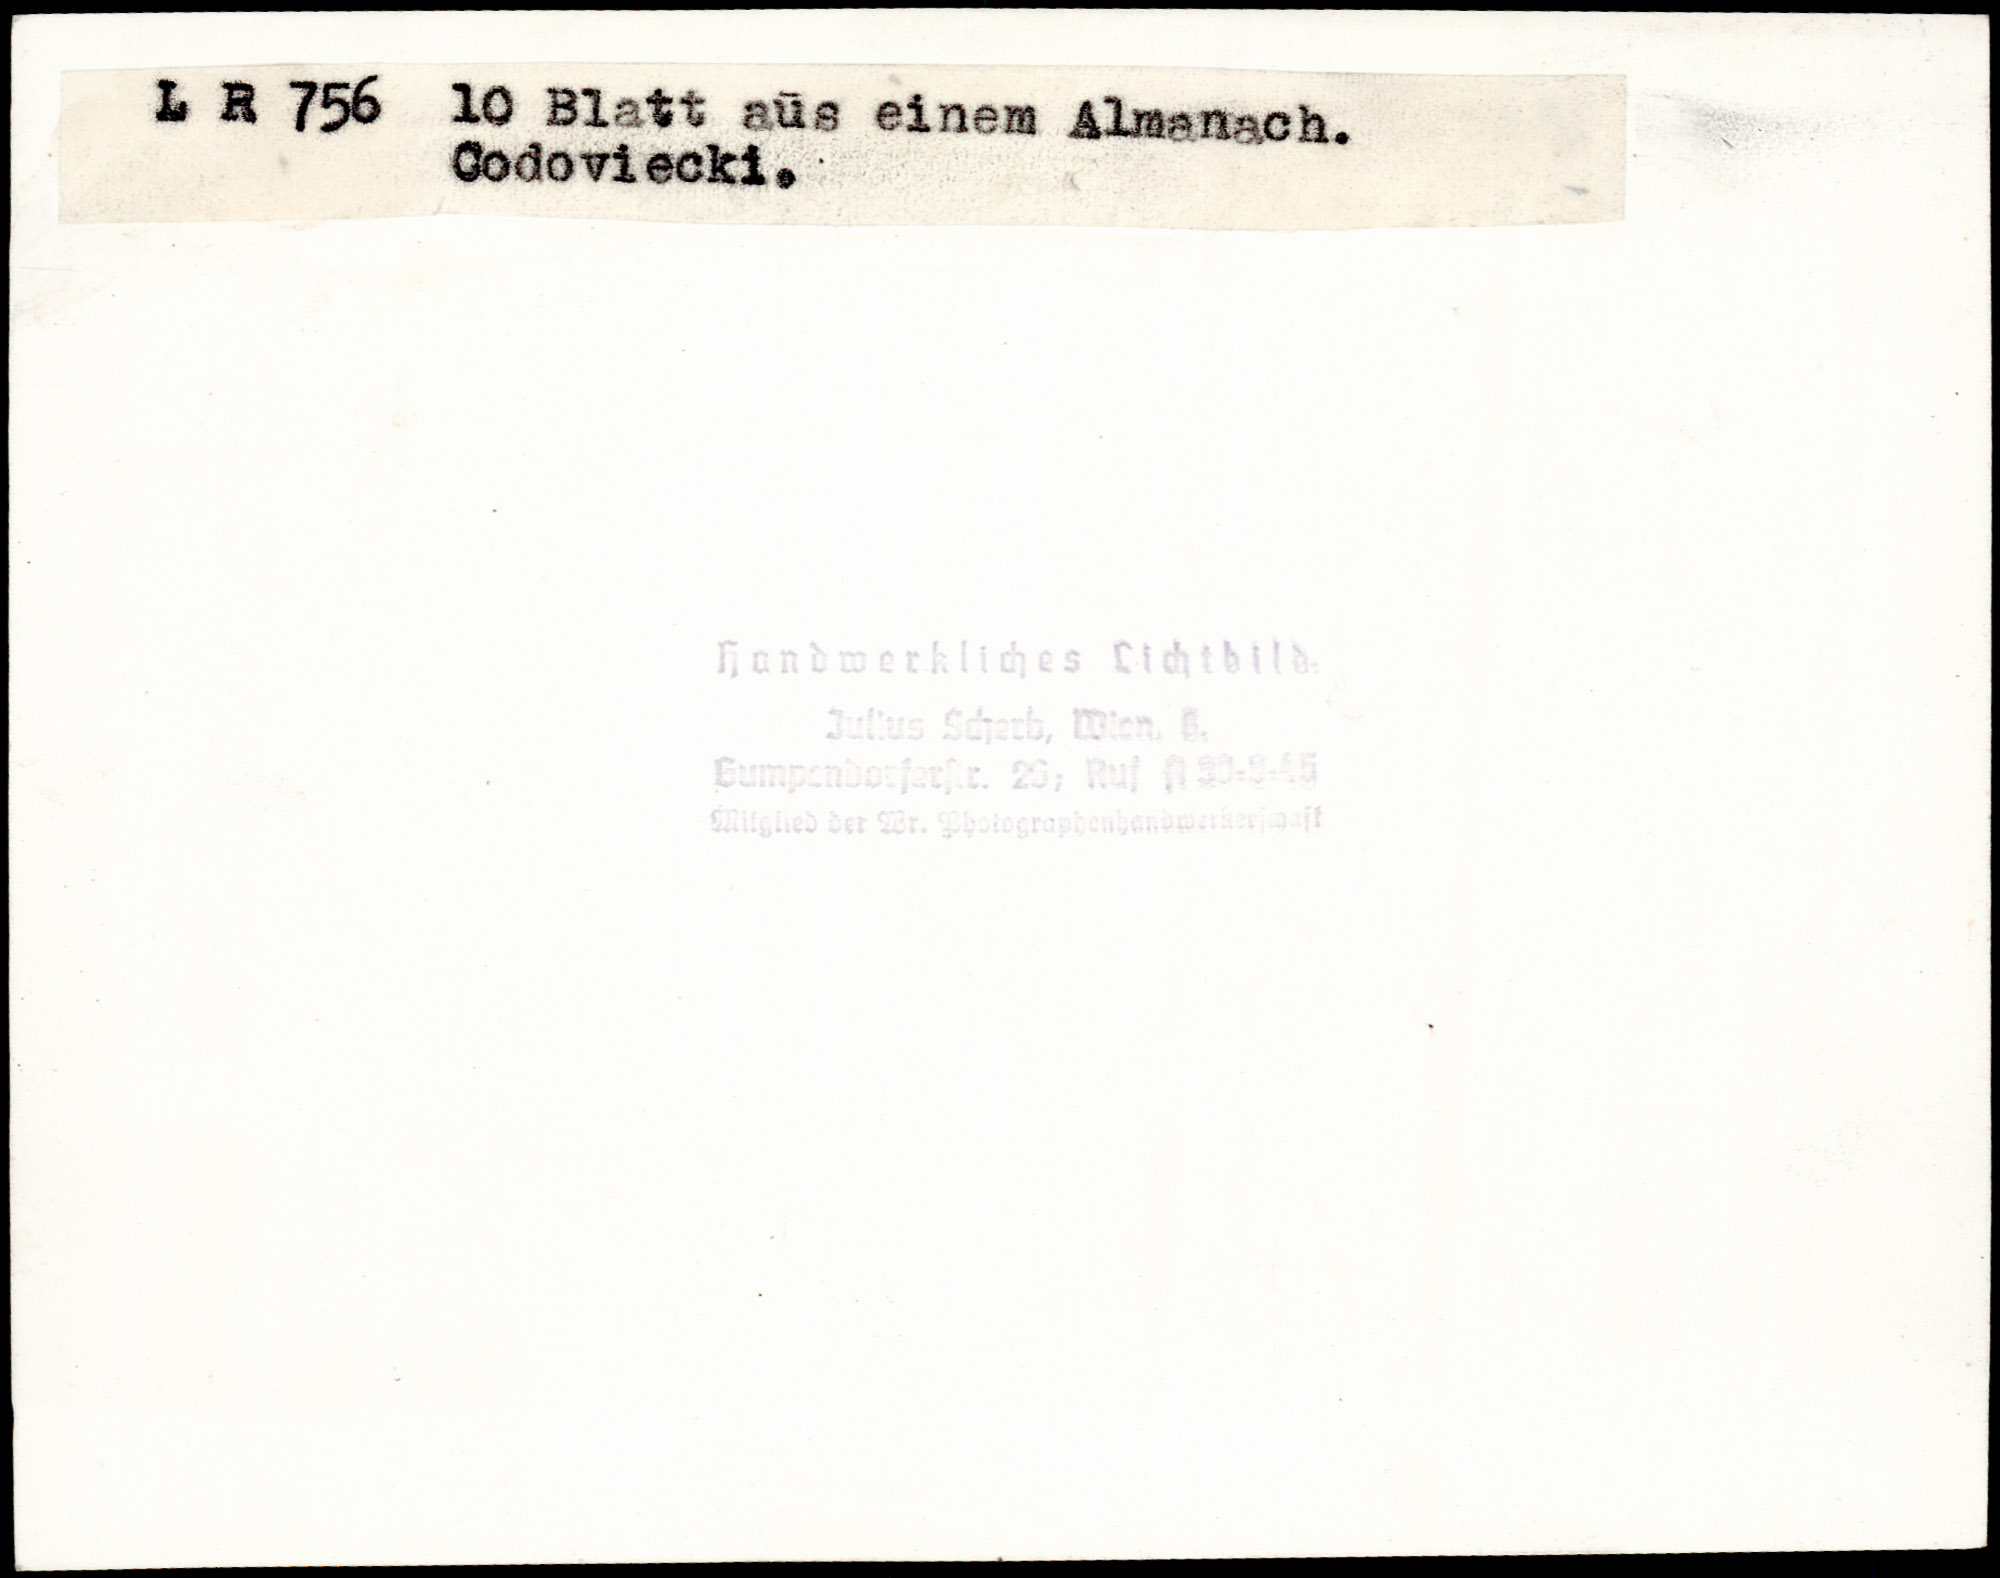 L R 756 10 Blatt aūs einem Almanach.
Codoviecki.
Handwerkliches Lichtbild:
Julius Scherb, Wien, 6.
Gumpendorferstr. 26; Ruf
Mitglied der Wr. Photographenhandwerkerschaft